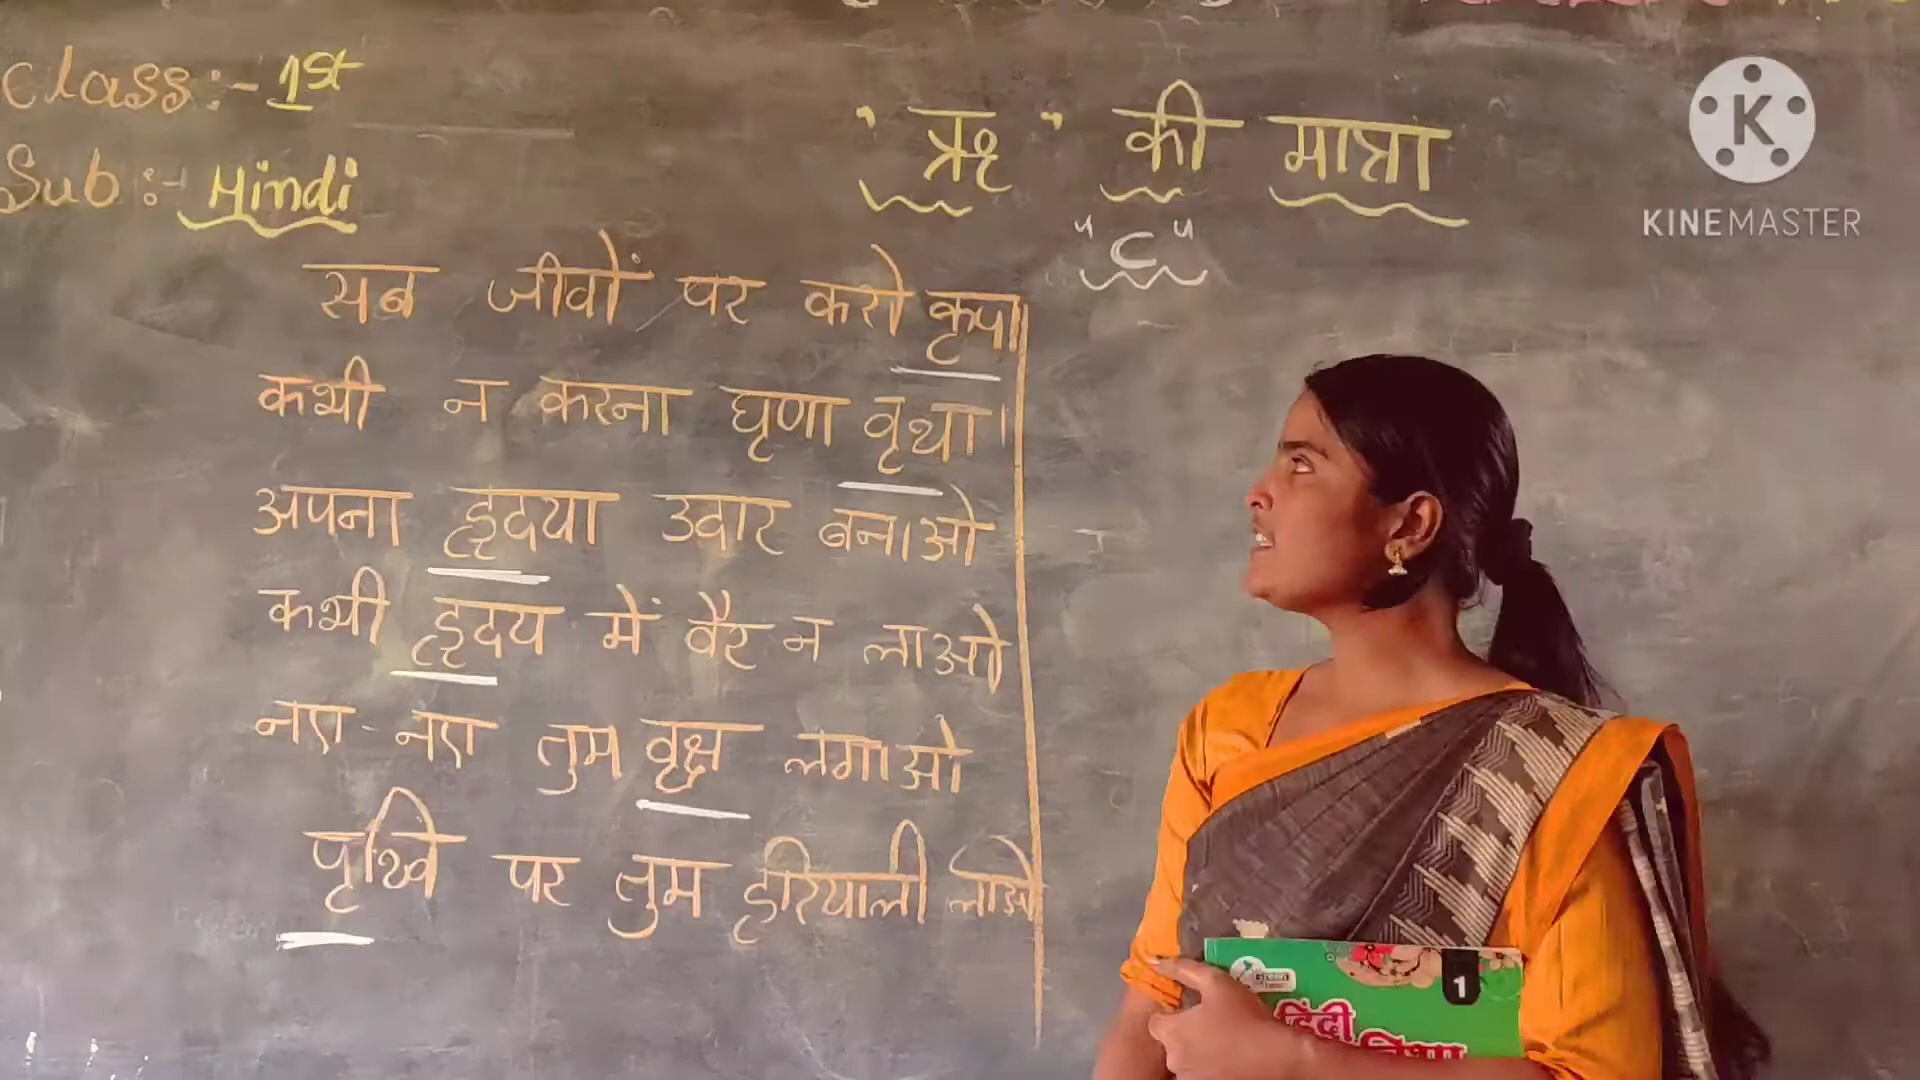 Class:- 1st
Sub:- Hindi
"ऋ" की मात्रा
"ृ"
सब जीवों पर करो कृपा
कभी न करना घृणा वृथा।
अपना हृदया उदार बनाओ
कभी हृदय में वैर न लाओ
नए-नए तुम वृक्ष लगाओ
पृथ्वि पर तुम हरियाली लाओ
K
KINEMASTER
1
हिंदी